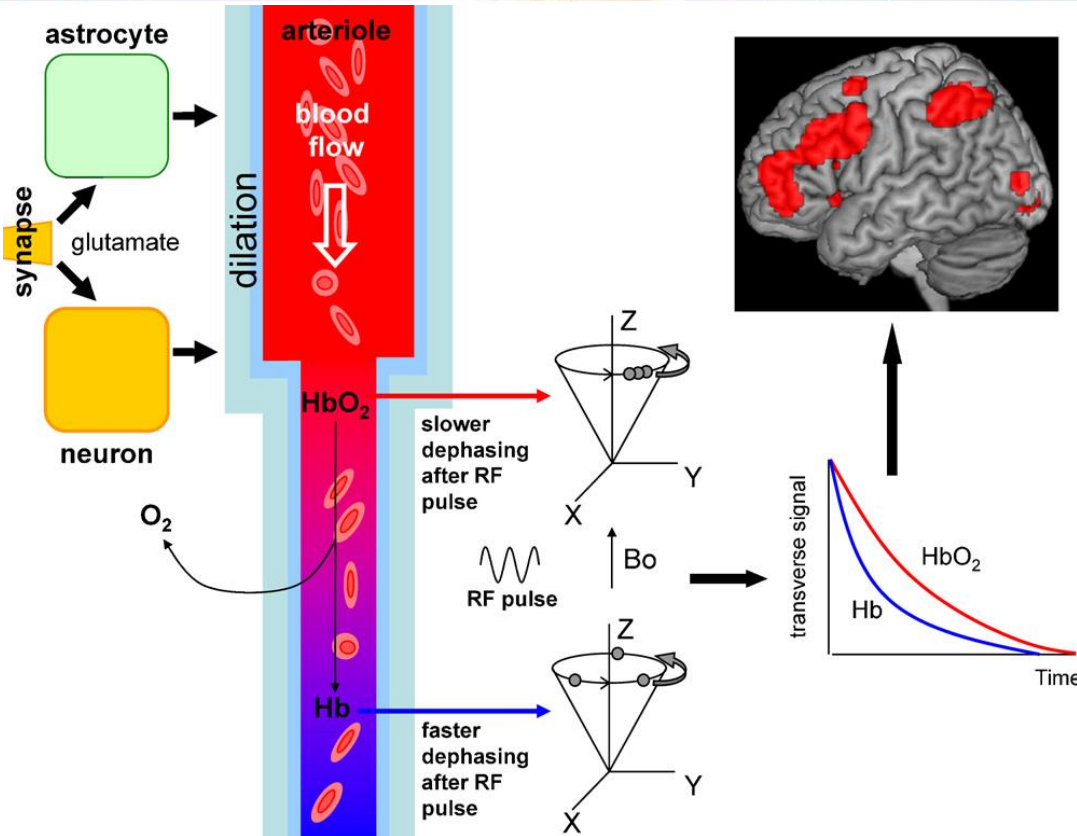 astrocyte
arteriole
blood
flow
dilation
synapse
glutamate
neuron
HbO₂
slower
dephasing
after RF
pulse
Z
Y
X
O₂
RF pulse
Bo
Hb
faster
dephasing
after RF
pulse
Z
Y
X
transverse signal
HbO₂
Hb
Time